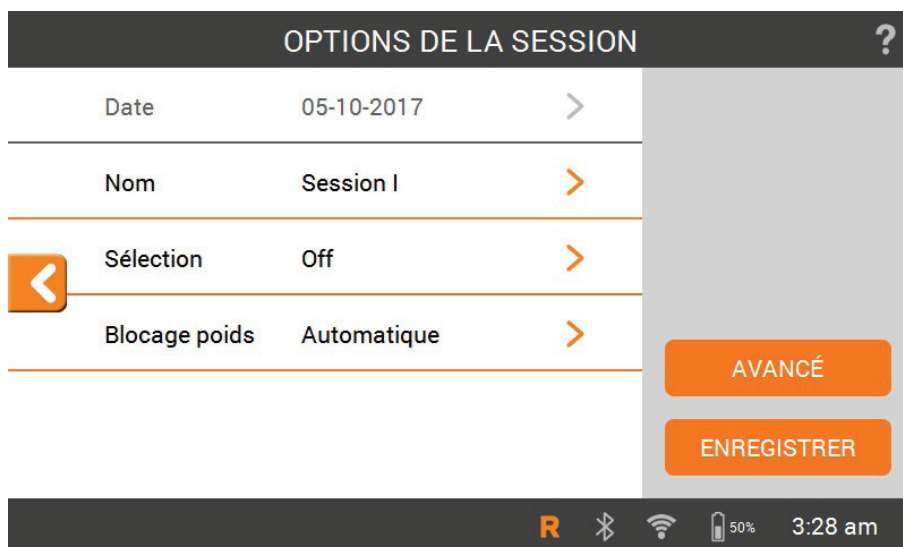 OPTIONS DE LA SESSION ?
Date 05-10-2017
Nom Session I
Sélection Off
Blocage poids Automatique
AVANCÉ
ENREGISTRER
R 50% 3:28 am